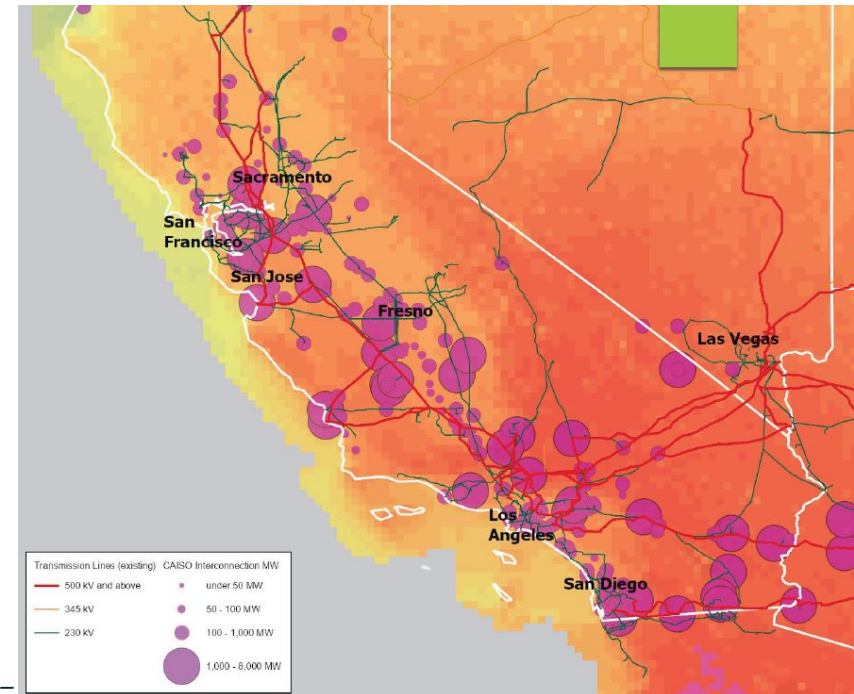 Sacramento
San
Francisco
San Jose
Fresno
Las Vegas
Los
Angeles
San Diego
Transmission Lines (existing) CAISO Interconnection MW
500 kV and above
under 50 MW
345 kV
50 - 100 MW
230 kV
100 - 1,000 MW
1,000 - 8,000 MW